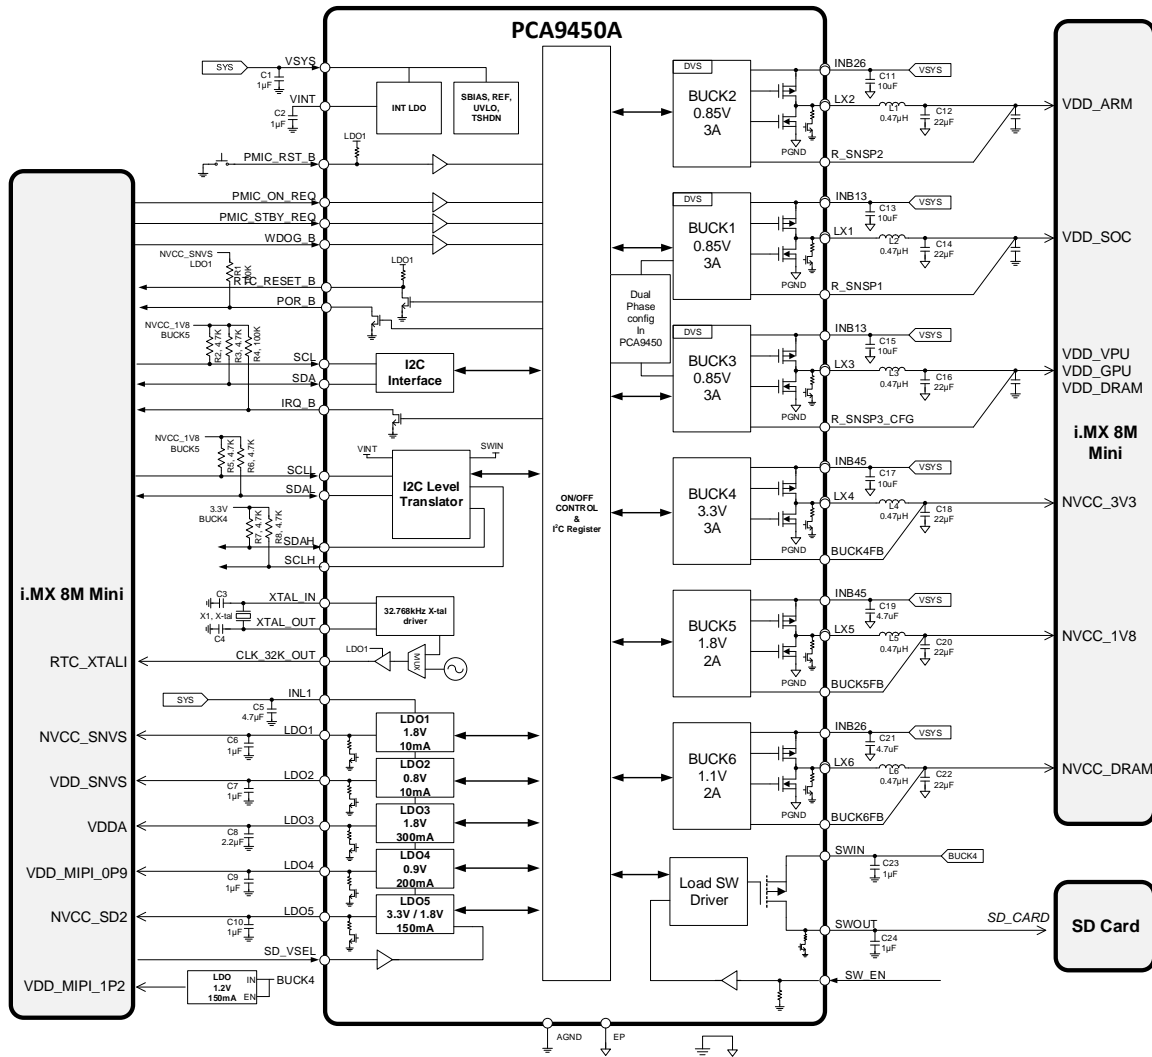 PCA9450A
SYS
VSYS
C1
1µF
VINT
C2
1µF
INT LDO
SBIAS, REF,
UVLO,
TSHDN
LDO1
PMIC_RST_B
PMIC_ON_REQ
PMIC_STBY_REQ
WDOG_B
NVCC_SNVS
LDO1
RTC_RESET_B
LDO1
POR_B
NVCC_1V8
BUCK5
R2, 4.7K
R3, 4.7K
R4, 100K
SCL
SDA
I2C
Interface
IRQ_B
NVCC_1V8
BUCK5
R5, 4.7K
R6, 4.7K
VINT
SWIN
SCLL
SDAL
I2C Level
Translator
3.3V
BUCK4
R7, 4.7K
R8, 4.7K
SDAH
SCLH
i.MX 8M Mini
C3
X1, X-tal
C4
XTAL_IN
XTAL_OUT
32.768kHz X-tal
driver
RTC_XTALI
CLK_32K_OUT
LDO1
MUX
SYS
INL1
C5
4.7µF
NVCC_SNVS
C6
1µF
LDO1
LDO1
1.8V
10mA
VDD_SNVS
C7
1µF
LDO2
LDO2
0.8V
10mA
VDDA
C8
2.2µF
LDO3
LDO3
1.8V
300mA
VDD_MIPI_0P9
C9
1µF
LDO4
LDO4
0.9V
200mA
NVCC_SD2
C10
1µF
LDO5
LDO5
3.3V / 1.8V
150mA
SD_VSEL
VDD_MIPI_1P2
LDO
1.2V
150mA
IN
EN
BUCK4
ON/OFF
CONTROL
&
I²C Register
DVS
BUCK2
0.85V
3A
PGND
INB26
C11
10uF
VSYS
LX2
L1
0.47µH
C12
22µF
R_SNSP2
VDD_ARM
DVS
BUCK1
0.85V
3A
PGND
INB13
C13
10uF
VSYS
LX1
L2
0.47µH
C14
22µF
R_SNSP1
VDD_SOC
Dual
Phase
config
In
PCA9450
DVS
BUCK3
0.85V
3A
PGND
INB13
C15
10uF
VSYS
LX3
L3
0.47µH
C16
22µF
R_SNSP3_CFG
VDD_VPU
VDD_GPU
VDD_DRAM
i.MX 8M
Mini
BUCK4
3.3V
3A
PGND
INB45
C17
10uF
VSYS
LX4
L4
0.47µH
C18
22µF
BUCK4FB
NVCC_3V3
BUCK5
1.8V
2A
PGND
INB45
C19
4.7uF
VSYS
LX5
L5
0.47µH
C20
22µF
BUCK5FB
NVCC_1V8
BUCK6
1.1V
2A
PGND
INB26
C21
4.7uF
VSYS
LX6
L6
0.47µH
C22
22µF
BUCK6FB
NVCC_DRAM
Load SW
Driver
SWIN
C23
1µF
BUCK4
SWOUT
C24
1µF
SD_CARD
SD Card
SW_EN
AGND
EP